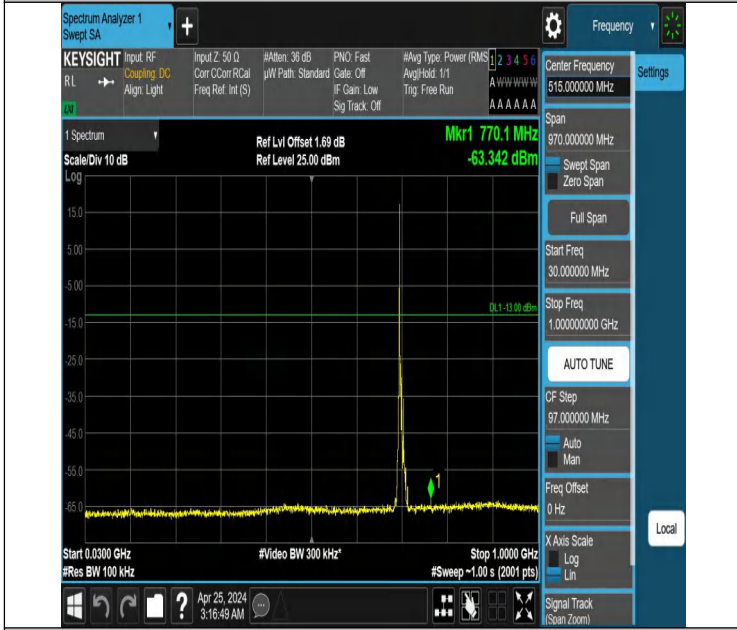 Spectrum Analyzer 1
Swept SA
+
Frequency
KEYSIGHT
RL
Input: RF
Coupling: DC
Align: Light
Input Z: 50 Ω
Corr CCorr RCal
Freq Ref: Int (S)
#Atten: 36 dB
µW Path: Standard
PNO: Fast
Gate: Off
IF Gain: Low
Sig Track: Off
#Avg Type: Power (RMS
Avg|Hold: 1/1
Trig: Free Run
1 2 3 4 5 6
A W W W W W
A A A A A A
1 Spectrum
Scale/Div 10 dB
Ref Lvl Offset 1.69 dB
Ref Level 25.00 dBm
Mkr1 770.1 MHz
-63.342 dBm
Log
15.0
5.00
-5.00
DL1 -13.00 dBm
-15.0
-25.0
-35.0
-45.0
-55.0
1
-65.0
Start 0.0300 GHz
#Res BW 100 kHz
#Video BW 300 kHz*
Stop 1.0000 GHz
#Sweep ~1.00 s (2001 pts)
?
Apr 25, 2024
3:16:49 AM
Center Frequency
515.000000 MHz
Settings
Span
970.000000 MHz
Swept Span
Zero Span
Full Span
Start Freq
30.000000 MHz
Stop Freq
1.000000000 GHz
AUTO TUNE
CF Step
97.000000 MHz
Auto
Man
Freq Offset
0 Hz
X Axis Scale
Log
Lin
Local
Signal Track
(Span Zoom)